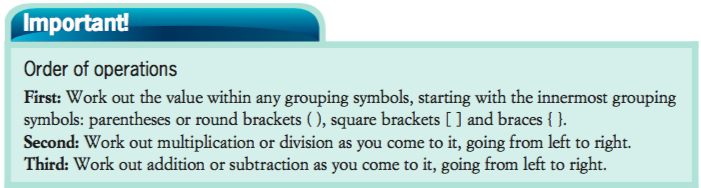 Important!
Order of operations
First: Work out the value within any grouping symbols, starting with the innermost grouping
symbols: parentheses or round brackets ( ), square brackets [ ] and braces { }.
Second: Work out multiplication or division as you come to it, going from left to right.
Third: Work out addition or subtraction as you come to it, going from left to right.